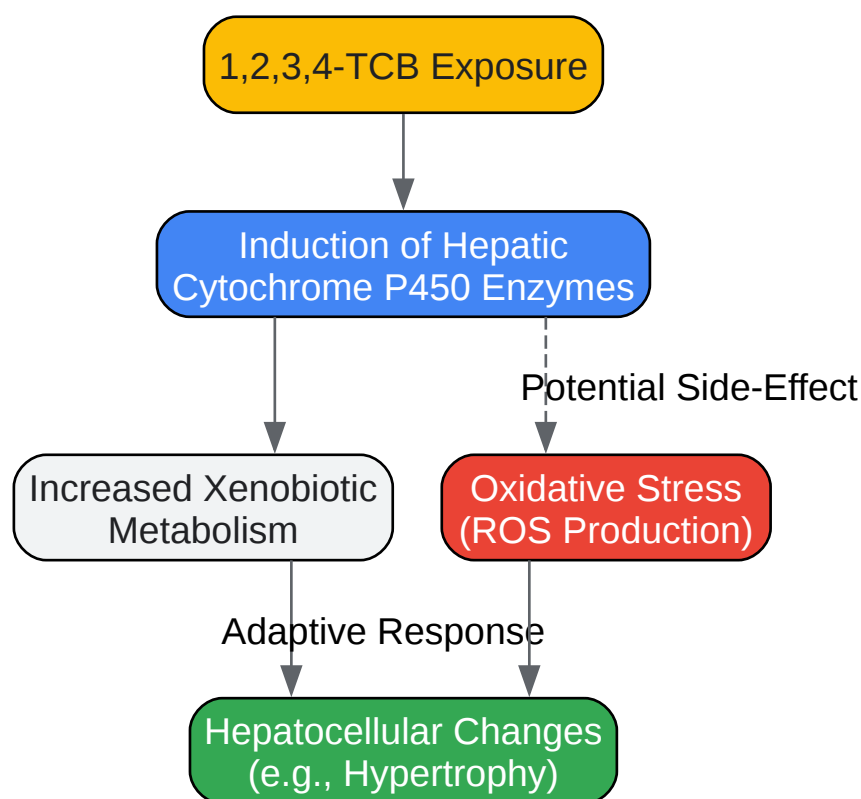 1,2,3,4-TCB Exposure
Induction of Hepatic
Cytochrome P450 Enzymes
Potential Side-Effect
Increased Xenobiotic
Metabolism
Oxidative Stress
(ROS Production)
Adaptive Response
Hepatocellular Changes
(e.g., Hypertrophy)